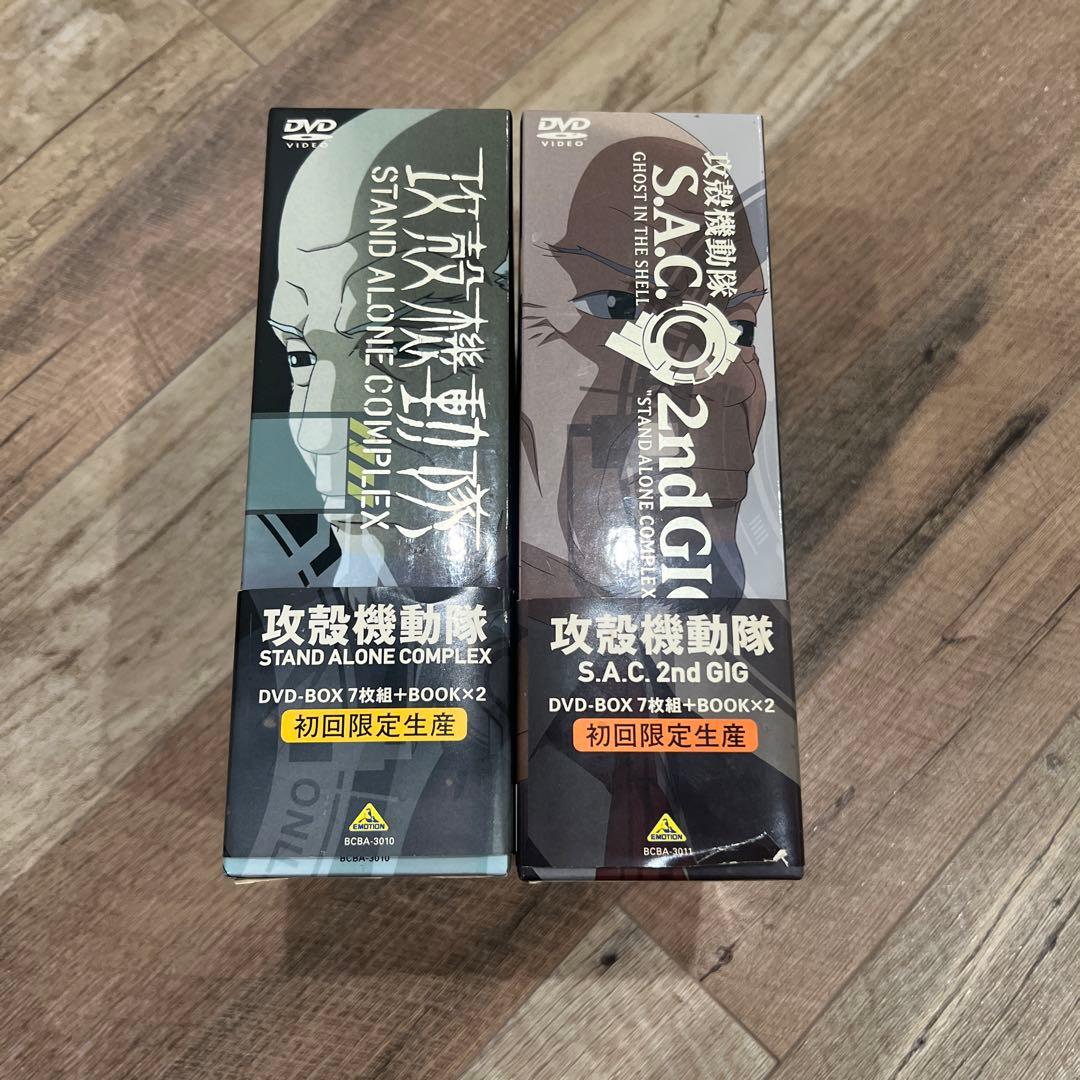 DVD
VIDEO
攻殻機動隊
STAND ALONE COMPLEX
攻殻機動隊
STAND ALONE COMPLEX
DVD-BOX 7枚組+BOOK×2
初回限定生産
EMOTION
BCBA-3010
BCBA-3010
DVD
VIDEO
攻殻機動隊
S.A.C. 2nd GIG
GHOST IN THE SHELL
"STAND ALONE COMPLEX
攻殻機動隊
S.A.C. 2nd GIG
DVD-BOX 7枚組+BOOK×2
初回限定生産
EMOTION
BCBA-3011